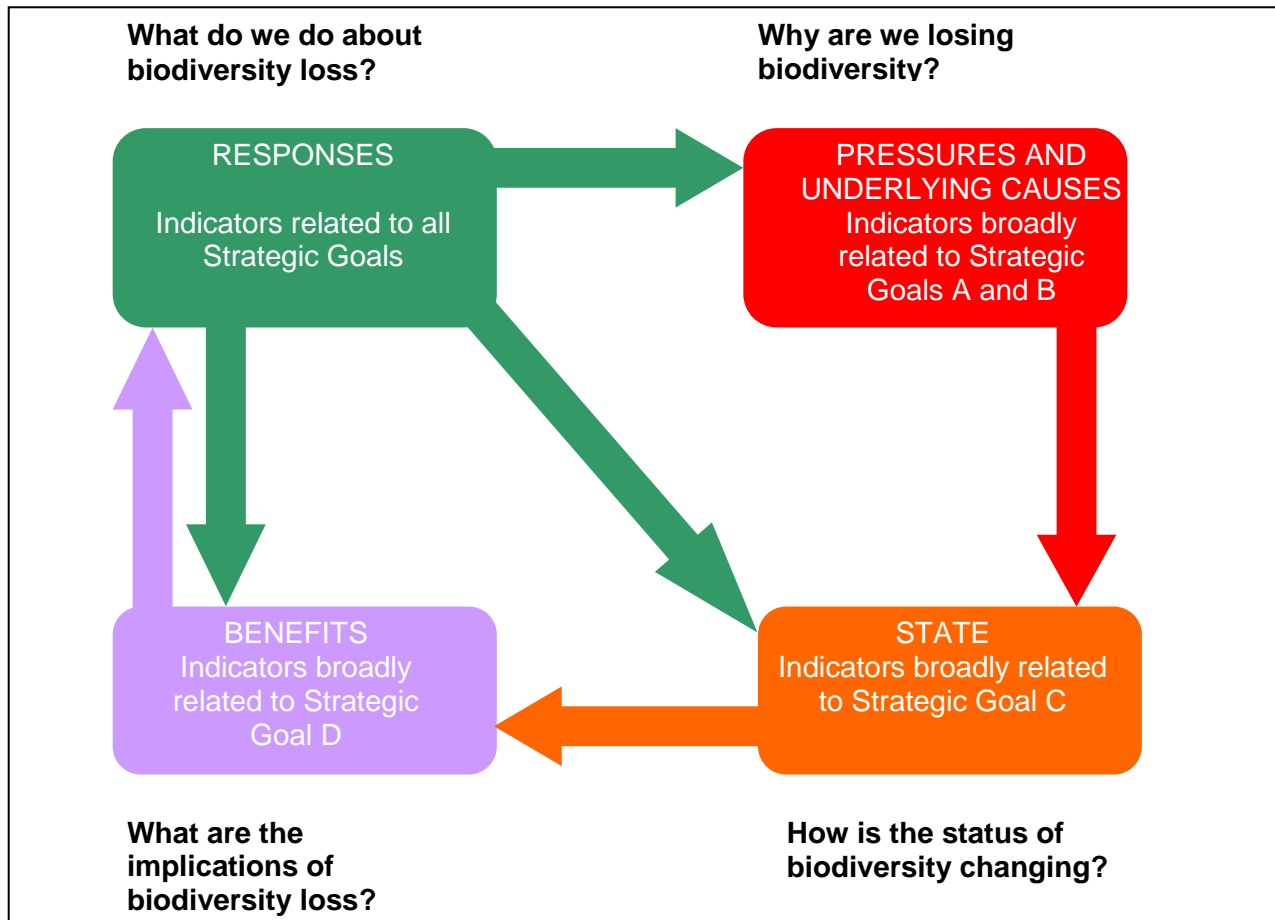 What do we do about
biodiversity loss?
Why are we losing
biodiversity?
RESPONSES
Indicators related to all
Strategic Goals
PRESSURES AND
UNDERLYING CAUSES
Indicators broadly
related to Strategic
Goals A and B
BENEFITS
Indicators broadly
related to Strategic
Goal D
STATE
Indicators broadly related
to Strategic Goal C
What are the
implications of
biodiversity loss?
How is the status of
biodiversity changing?